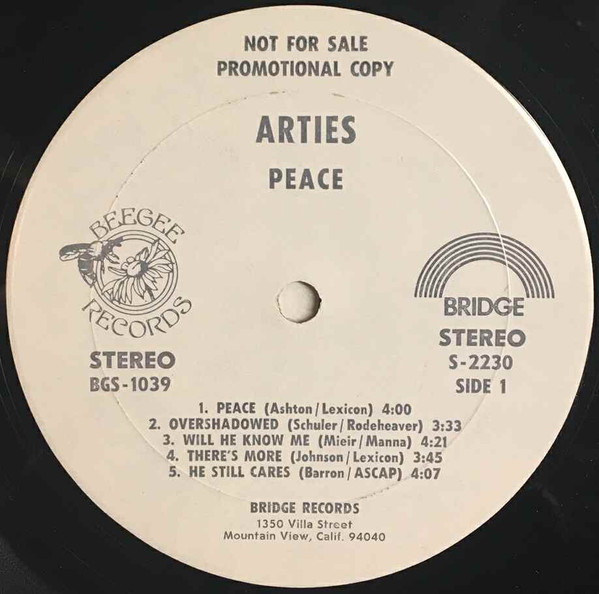 NOT FOR SALE
PROMOTIONAL COPY
ARTIES
PEACE
BEEGEE
RECORDS
STEREO
BGS-1039
BRIDGE
STEREO
S-2230
SIDE 1
1. PEACE (Ashton/Lexicon) 4:00
2. OVERSHADOWED (Schuler/Rodeheaver) 3:33
3. WILL HE KNOW ME (Mieir/Manna) 4:21
4. THERE'S MORE (Johnson/Lexicon) 3:45
5. HE STILL CARES (Barron/ASCAP) 4:07
BRIDGE RECORDS
1350 Villa Street
Mountain View, Calif. 94040